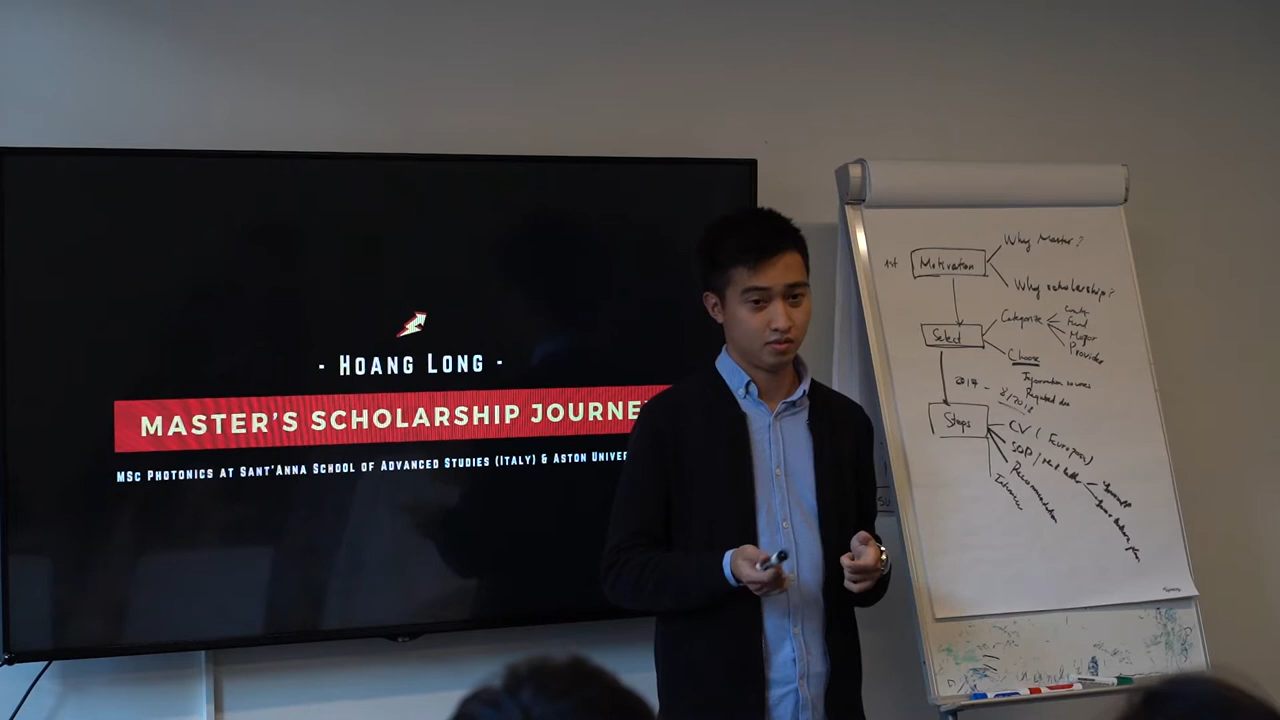 - HOANG LONG -
MASTER'S SCHOLARSHIP JOURNE
MSC PHOTONICS AT SANT'ANNA SCHOOL OF ADVANCED STUDIES (ITALY) & ASTON UNIVER
1st
Motivation
Why Master?
Why scholarship?
Select
Categorize
Fund
Major
Provider
Choose
Information sources
2017 -
8/2018
Steps
CV (Europass)
SOP /
Recommendation
Interview